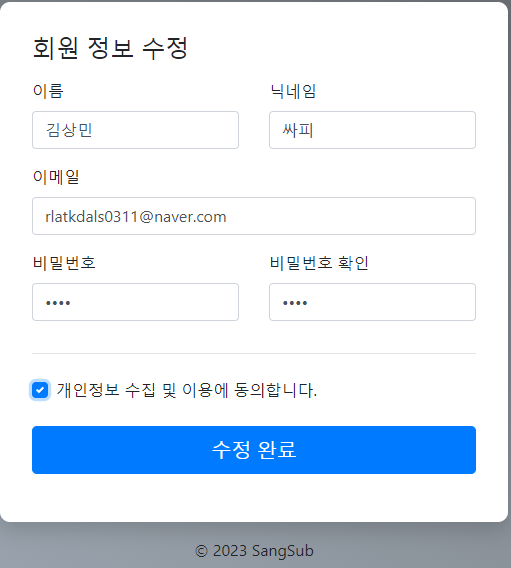 회원 정보 수정
이름 닉네임
김상민 싸피
이메일
rlatkdals0311@naver.com
비밀번호 비밀번호 확인
•••• ••••
개인정보 수집 및 이용에 동의합니다.
수정 완료
© 2023 SangSub